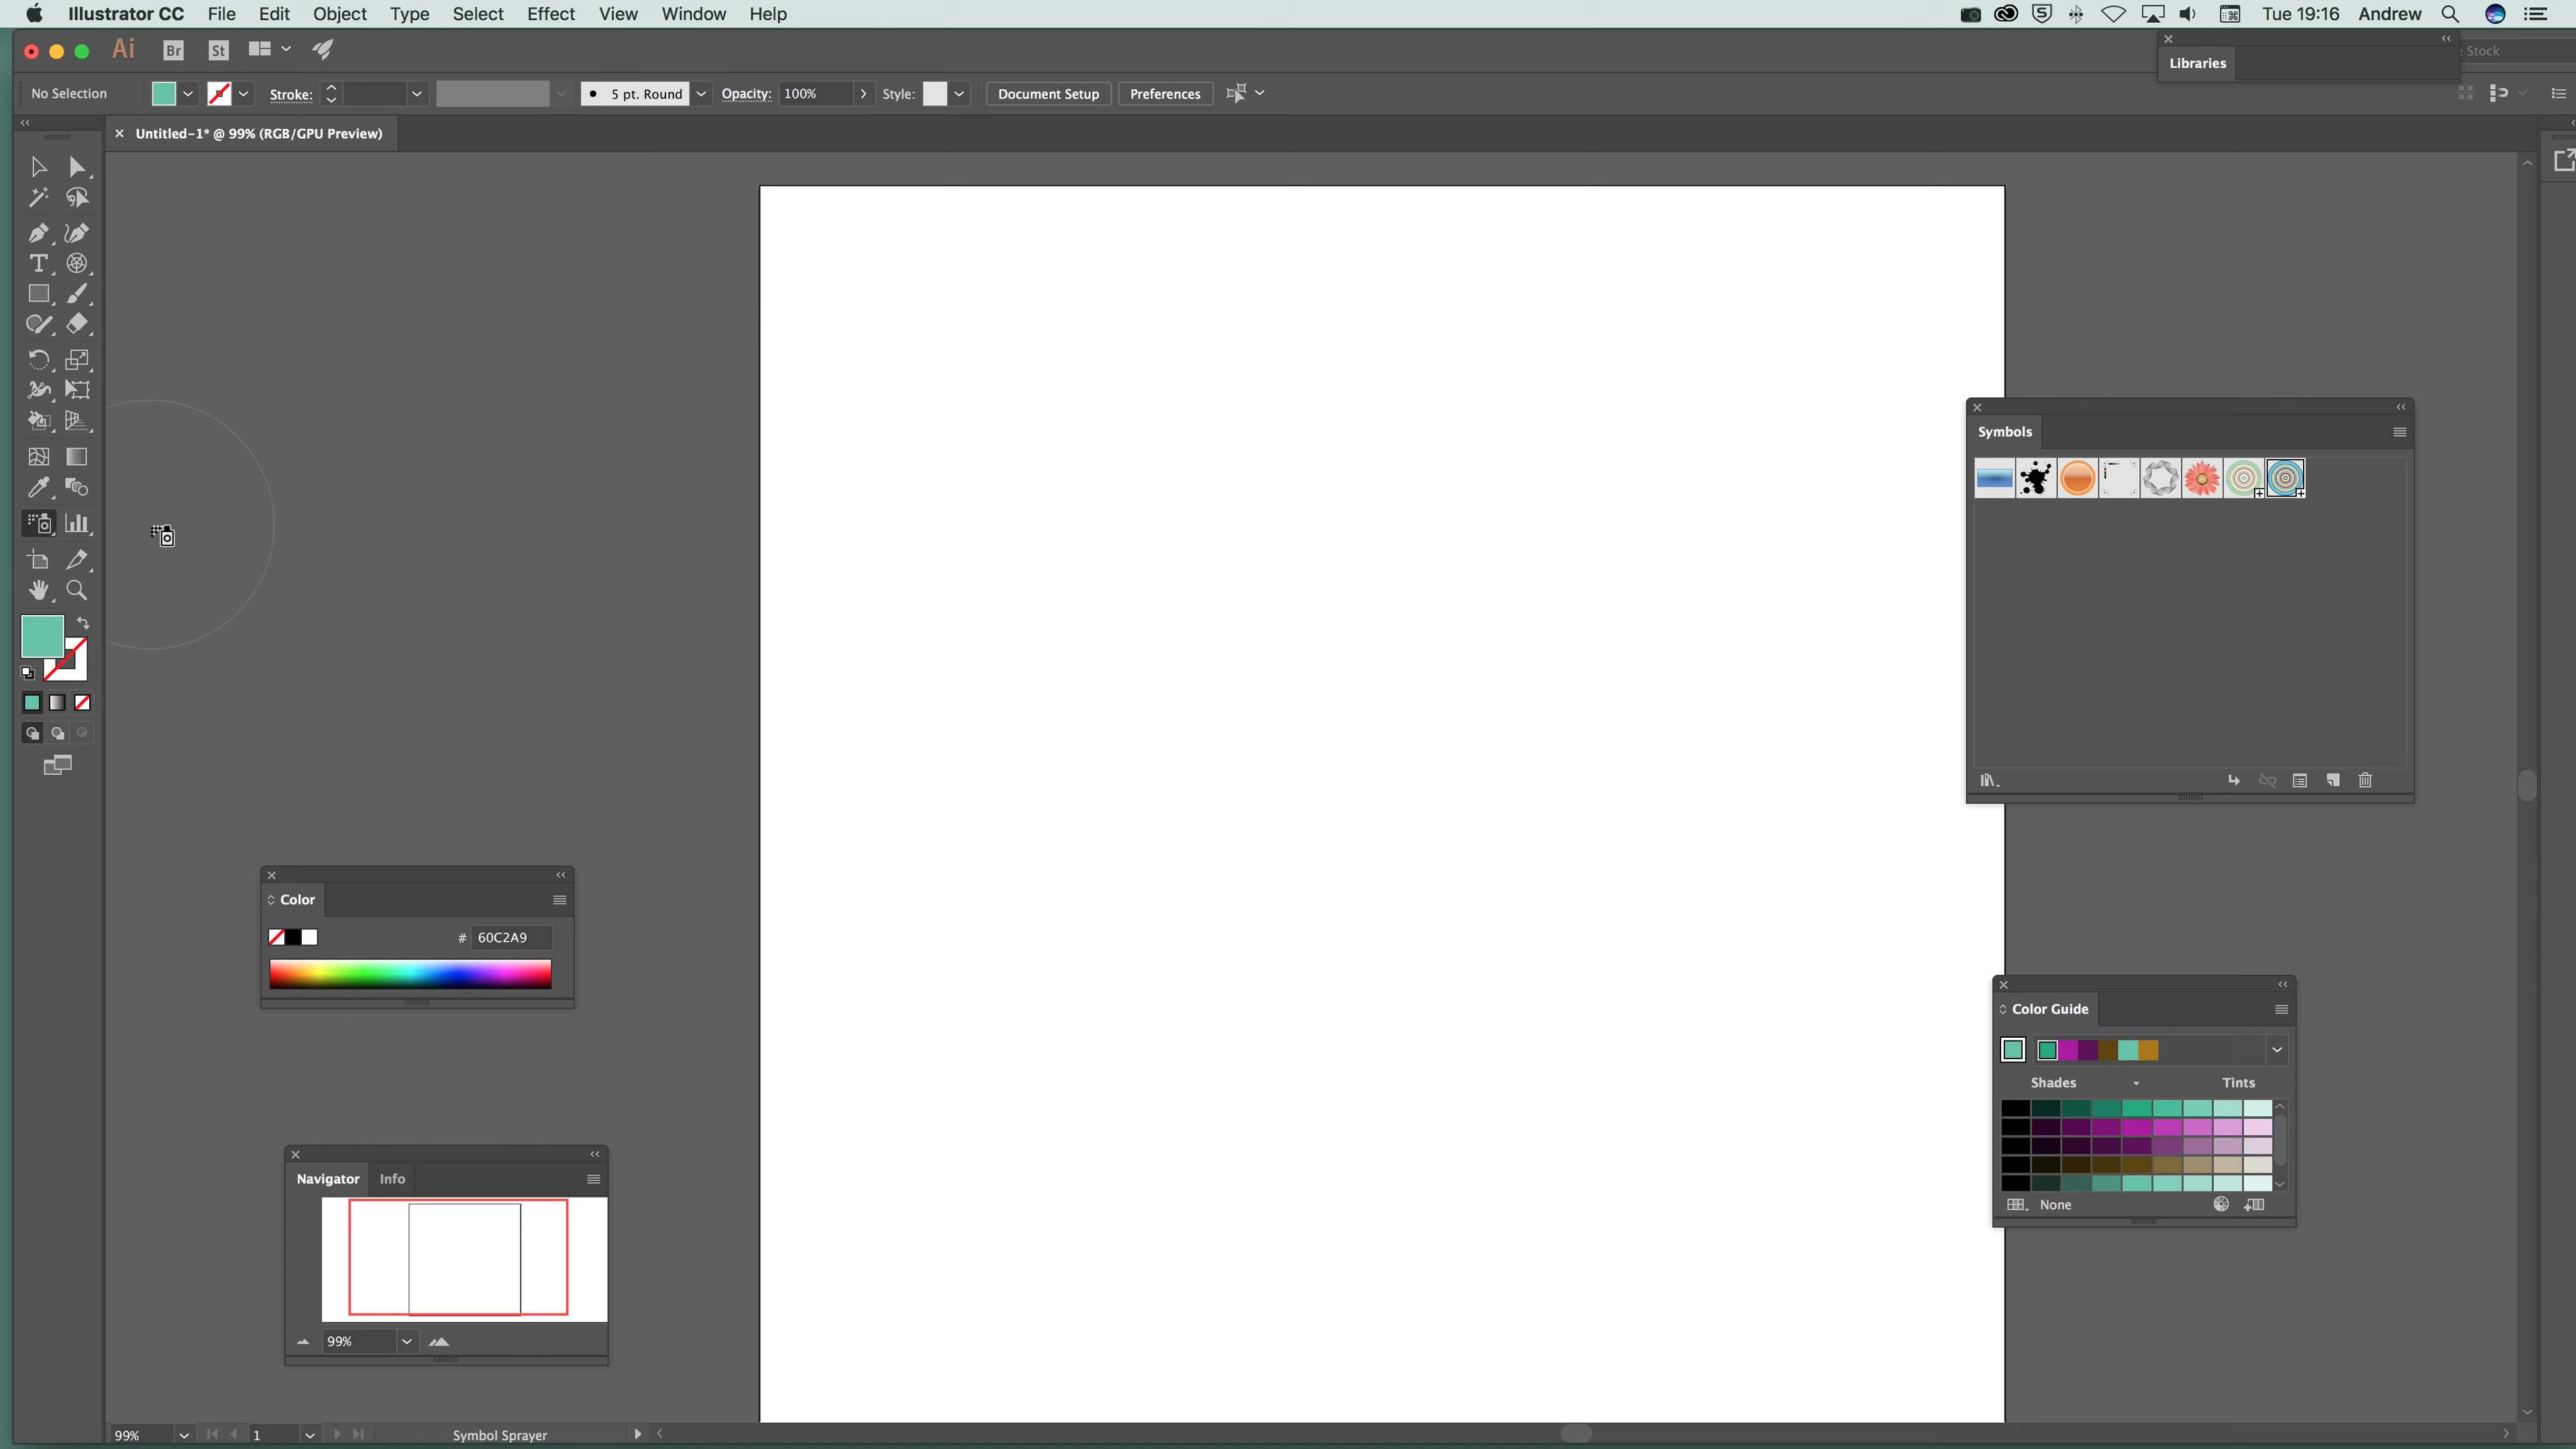 Illustrator CC File Edit Object Type Select Effect View Window Help Tue 19:16 Andrew
Ai Br St Stock
Libraries
No Selection Stroke: 5 pt. Round Opacity: 100% Style: Document Setup Preferences
Untitled-1* @ 99% (RGB/GPU Preview)
Symbols
Color
# 60C2A9
Color Guide
Shades Tints
None
Navigator Info
99%
99% 1 Symbol Sprayer